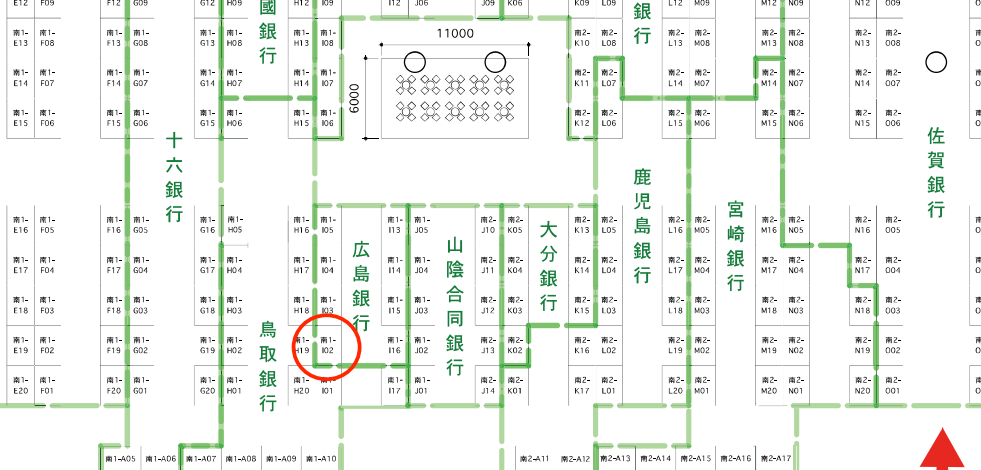 E12 F09 F12 G09 G12 H09 H12 I09 I12 J06 J09 K06 K09 L09 L12 M09 M12 N09 N12 O09
國銀行
銀行
11000
6000
南1- 南1- 南1- 南1- 南1- 南1- 南1- 南1- 南2- 南2- 南2- 南2- 南2- 南2- 南2- 南2-
E13 F08 F13 G08 G13 H08 H13 I08 K10 L08 L13 M08 M13 N08 N13 O08
南1- 南1- 南1- 南1- 南1- 南1- 南1- 南1- 南2- 南2- 南2- 南2- 南2- 南2- 南2- 南2-
E14 F07 F14 G07 G14 H07 H14 I07 K11 L07 L14 M07 M14 N07 N14 O07
南1- 南1- 南1- 南1- 南1- 南1- 南1- 南1- 南2- 南2- 南2- 南2- 南2- 南2- 南2- 南2-
E15 F06 F15 G06 G15 H06 H15 I06 K12 L06 L15 M06 M15 N06 N15 O06
十六銀行
佐賀銀行
鹿児島銀行
宮崎銀行
大分銀行
山陰合同銀行
広島銀行
鳥取銀行
南1- 南1- 南1- 南1- 南1- 南1- 南1- 南1- 南1- 南1- 南2- 南2- 南2- 南2- 南2- 南2- 南2- 南2- 南2- 南2-
E16 F05 F16 G05 G16 H05 H16 I05 I13 J05 J10 K05 K13 L05 L16 M05 M16 N05 N16 O05
南1- 南1- 南1- 南1- 南1- 南1- 南1- 南1- 南1- 南1- 南2- 南2- 南2- 南2- 南2- 南2- 南2- 南2- 南2- 南2-
E17 F04 F17 G04 G17 H04 H17 I04 I14 J04 J11 K04 K14 L04 L17 M04 M17 N04 N17 O04
南1- 南1- 南1- 南1- 南1- 南1- 南1- 南1- 南1- 南1- 南2- 南2- 南2- 南2- 南2- 南2- 南2- 南2- 南2- 南2-
E18 F03 F18 G03 G18 H03 H18 I03 I15 J03 J12 K03 K15 L03 L18 M03 M18 N03 N18 O03
南1- 南1- 南1- 南1- 南1- 南1- 南1- 南1- 南1- 南1- 南2- 南2- 南2- 南2- 南2- 南2- 南2- 南2- 南2- 南2-
E19 F02 F19 G02 G19 H02 H19 I02 I16 J02 J13 K02 K16 L02 L19 M02 M19 N02 N19 O02
南1- 南1- 南1- 南1- 南1- 南1- 南1- 南1- 南1- 南1- 南2- 南2- 南2- 南2- 南2- 南2- 南2- 南2- 南2- 南2-
E20 F01 F20 G01 G20 H01 H20 I01 I17 J01 J14 K01 K17 L01 L20 M01 M20 N01 N20 O01
南1-A05 南1-A06 南1-A07 南1-A08 南1-A09 南1-A10 南2-A11 南2-A12 南2-A13 南2-A14 南2-A15 南2-A16 南2-A17